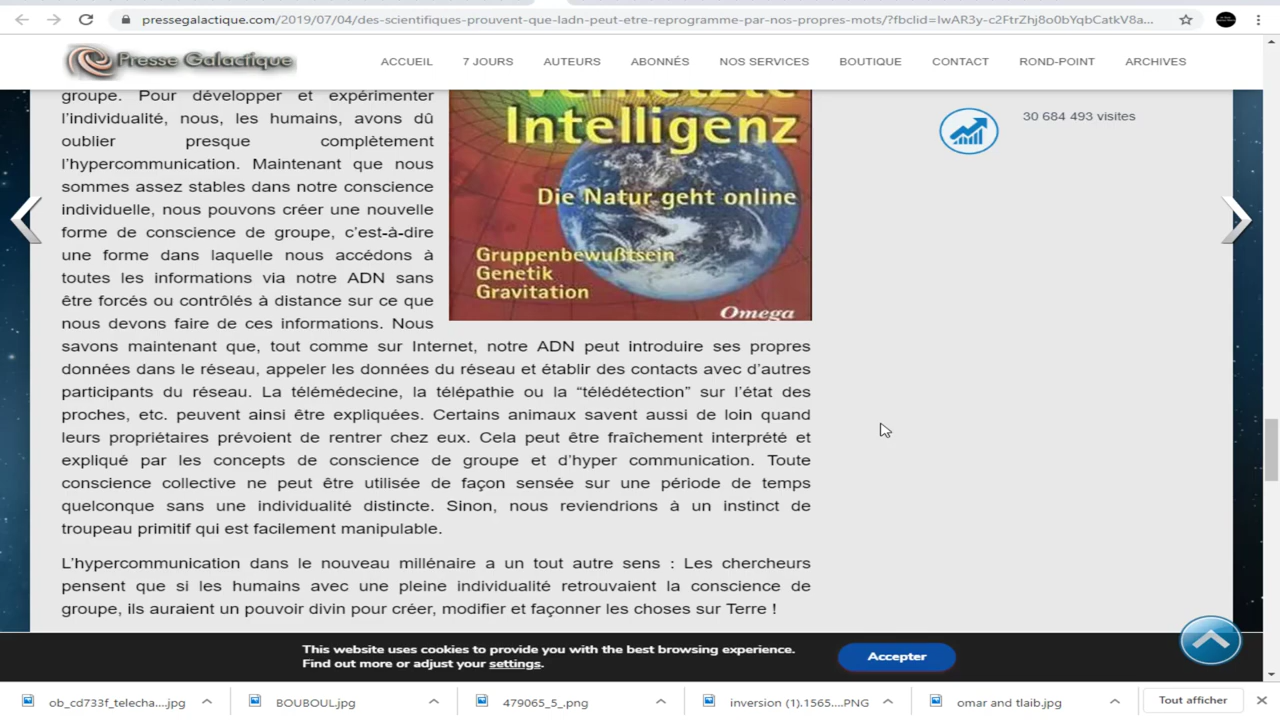 pressegalactique.com/2019/07/04/des-scientifiques-prouvent-que-ladn-peut-etre-reprogramme-par-nos-propres-mots/?fbclid=IwAR3y-c2FtrZhj8o0bYqbCatkV8a...
Presse Galactique
ACCUEIL 7 JOURS AUTEURS ABONNÉS NOS SERVICES BOUTIQUE CONTACT ROND-POINT ARCHIVES
groupe. Pour développer et expérimenter
l’individualité, nous, les humains, avons dû
oublier presque complètement
l’hypercommunication. Maintenant que nous
sommes assez stables dans notre conscience
individuelle, nous pouvons créer une nouvelle
forme de conscience de groupe, c’est-à-dire
une forme dans laquelle nous accédons à
toutes les informations via notre ADN sans
être forcés ou contrôlés à distance sur ce que
nous devons faire de ces informations. Nous
savons maintenant que, tout comme sur Internet, notre ADN peut introduire ses propres
données dans le réseau, appeler les données du réseau et établir des contacts avec d’autres
participants du réseau. La télémédecine, la télépathie ou la “télédétection” sur l’état des
proches, etc. peuvent ainsi être expliquées. Certains animaux savent aussi de loin quand
leurs propriétaires prévoient de rentrer chez eux. Cela peut être fraîchement interprété et
expliqué par les concepts de conscience de groupe et d’hyper communication. Toute
conscience collective ne peut être utilisée de façon sensée sur une période de temps
quelconque sans une individualité distincte. Sinon, nous reviendrions à un instinct de
troupeau primitif qui est facilement manipulable.
L’hypercommunication dans le nouveau millénaire a un tout autre sens : Les chercheurs
pensent que si les humains avec une pleine individualité retrouvaient la conscience de
groupe, ils auraient un pouvoir divin pour créer, modifier et façonner les choses sur Terre !
Vernetzte
Intelligenz
Die Natur geht online
Gruppenbewußtsein
Genetik
Gravitation
Omega
30 684 493 visites
This website uses cookies to provide you with the best browsing experience.
Find out more or adjust your settings.
Accepter
ob_cd733f_telecha....jpg BOUBOUL.jpg 479065_5_.png inversion (1).1565....PNG omar and tlaib.jpg Tout afficher